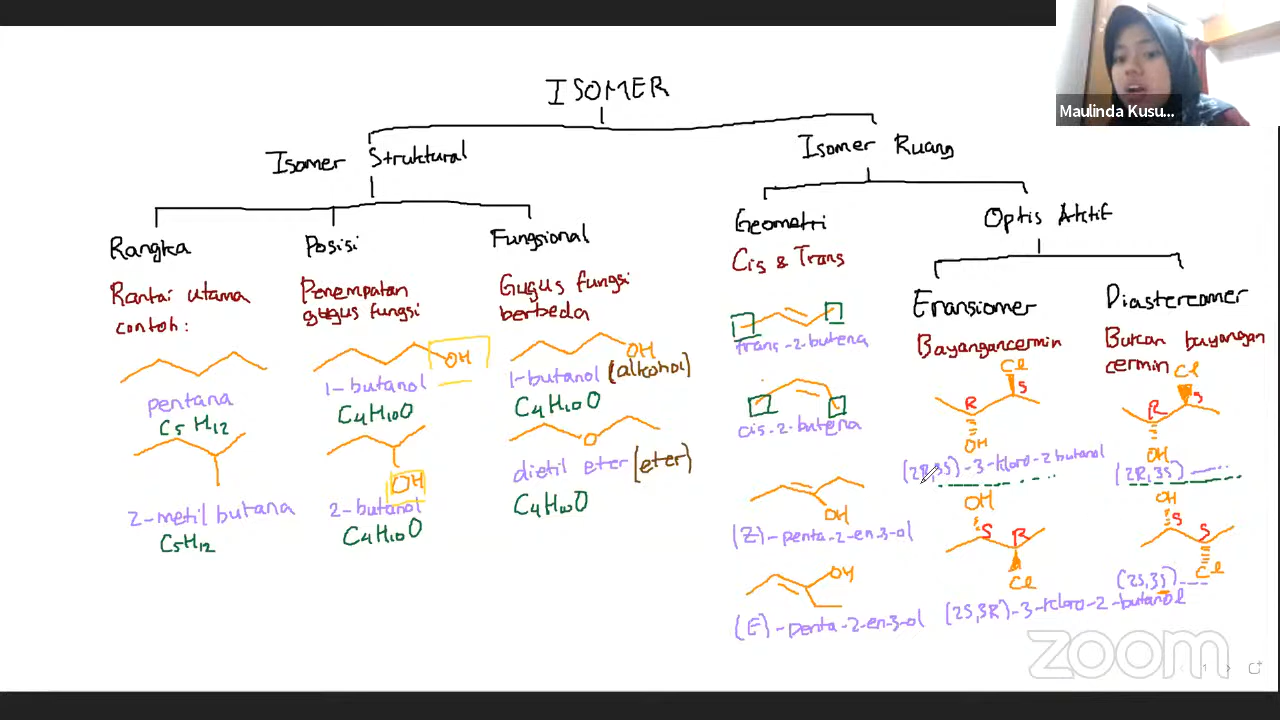 Maulinda Kusu...
ISOMER
Isomer Struktural
Isomer Ruang
Rangka
Rantai utama
contoh:
pentana
C5H12
2-metil butana
C5H12
Posisi
Penempatan
gugus fungsi
OH
1-butanol
C4H10O
OH
2-butanol
C4H10O
Fungsional
Gugus fungsi
berbeda
OH
1-butanol (alkohol)
C4H10O
O
dietil eter (eter)
C4H10O
Geometri
Cis & Trans
trans-2-butena
cis-2-butena
OH
(Z)-penta-2-en-3-ol
OH
(E)-penta-2-en-3-ol
Optis Aktif
Enansiomer
Bayangancermin
Cl
R S
OH
(2R,3S)-3-kloro-2 butanol
OH
S R
Cl
(2S,3R)-3-kloro-2-butanol
Diastereomer
Bukan bayangan
cermin
Cl
R S
OH
(2R,3S)
OH
S S
Cl
(2S,3S)
zoom
1